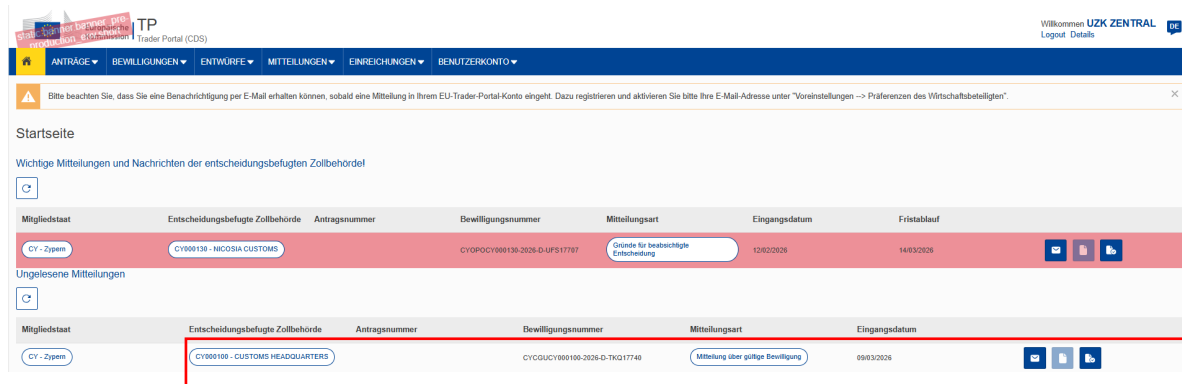 static banner banner_pre-
production_element
Europäische
Kommission
TP
Trader Portal (CDS)
Willkommen UZK ZENTRAL
Logout Details
DE
ANTRÄGE
BEWILLIGUNGEN
ENTWÜRFE
MITTEILUNGEN
EINREICHUNGEN
BENUTZERKONTO
Bitte beachten Sie, dass Sie eine Benachrichtigung per E-Mail erhalten können, sobald eine Mitteilung in Ihrem EU-Trader-Portal-Konto eingeht. Dazu registrieren und aktivieren Sie bitte Ihre E-Mail-Adresse unter "Voreinstellungen --> Präferenzen des Wirtschaftsbeteiligten".
Startseite
Wichtige Mitteilungen und Nachrichten der entscheidungsbefugten Zollbehörde!
Mitgliedstaat Entscheidungsbefugte Zollbehörde Antragsnummer Bewilligungsnummer Mitteilungsart Eingangsdatum Fristablauf
CY - Zypern CY000130 - NICOSIA CUSTOMS CYOPOCY000130-2026-D-UFS17707 Gründe für beabsichtigte Entscheidung 12/02/2026 14/03/2026
Ungelesene Mitteilungen
Mitgliedstaat Entscheidungsbefugte Zollbehörde Antragsnummer Bewilligungsnummer Mitteilungsart Eingangsdatum
CY - Zypern CY000100 - CUSTOMS HEADQUARTERS CYCGUCY000100-2026-D-TKQ17740 Mitteilung über gültige Bewilligung 09/03/2026